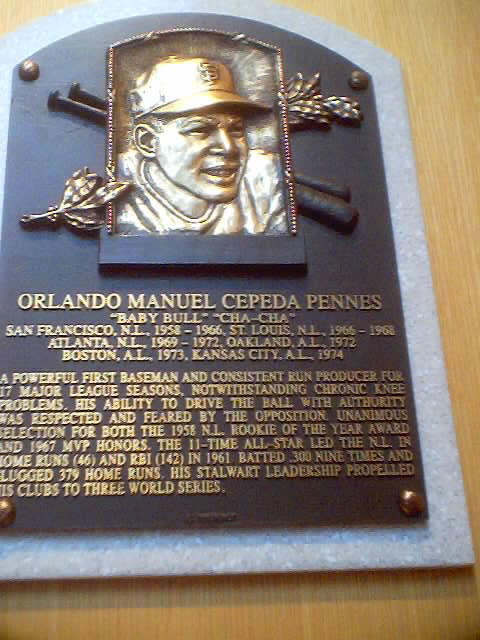 SF
ORLANDO MANUEL CEPEDA PENNES
"BABY BULL" "CHA-CHA"
SAN FRANCISCO, N.L., 1958 - 1966, ST. LOUIS, N.L., 1966 - 1968
ATLANTA, N.L., 1969 - 1972, OAKLAND, A.L., 1972
BOSTON, A.L., 1973, KANSAS CITY, A.L., 1974
A POWERFUL FIRST BASEMAN AND CONSISTENT RUN PRODUCER FOR
17 MAJOR LEAGUE SEASONS, NOTWITHSTANDING CHRONIC KNEE
PROBLEMS. HIS ABILITY TO DRIVE THE BALL WITH AUTHORITY
WAS RESPECTED AND FEARED BY THE OPPOSITION. UNANIMOUS
SELECTION FOR BOTH THE 1958 N.L. ROOKIE OF THE YEAR AWARD
AND 1967 MVP HONORS. THE 11-TIME ALL-STAR LED THE N.L. IN
HOME RUNS (46) AND RBI (142) IN 1961. BATTED .300 NINE TIMES AND
SLUGGED 379 HOME RUNS. HIS STALWART LEADERSHIP PROPELLED
HIS CLUBS TO THREE WORLD SERIES.